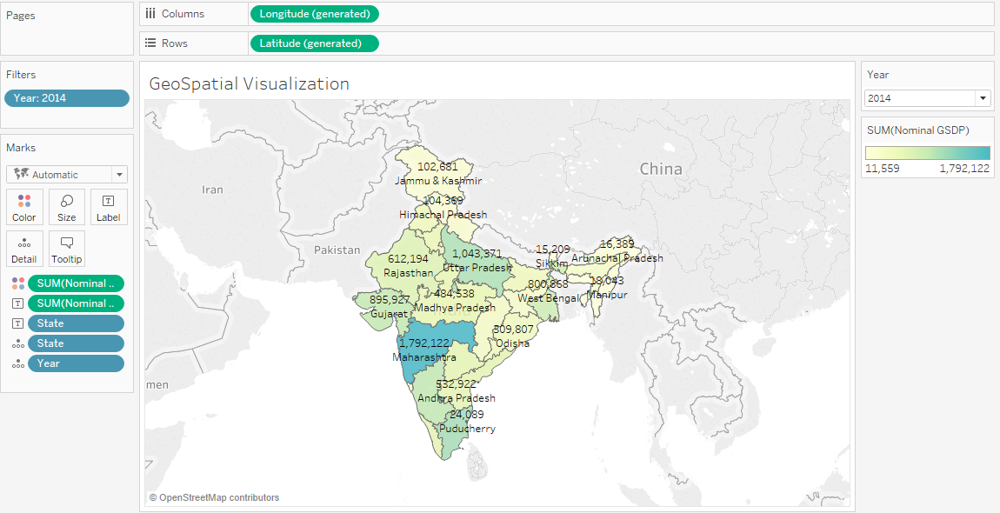 Pages
Columns
Longitude (generated)
Rows
Latitude (generated)
Filters
Year: 2014
Marks
Automatic
Color
Size
Label
Detail
Tooltip
SUM(Nominal ..
SUM(Nominal ..
State
State
Year
GeoSpatial Visualization
Iran
Pakistan
China
men
102,681
Jammu & Kashmir
104,369
Himachal Pradesh
612,194
Rajasthan
1,043,371
Uttar Pradesh
15,209
Sikkim
16,389
Arunachal Pradesh
895,927
Gujarat
484,538
Madhya Pradesh
800,868
West Bengal
18,043
Manipur
1,792,122
Maharashtra
309,807
Odisha
532,922
Andhra Pradesh
24,089
Puducherry
© OpenStreetMap contributors
Year
2014
SUM(Nominal GSDP)
11,559
1,792,122